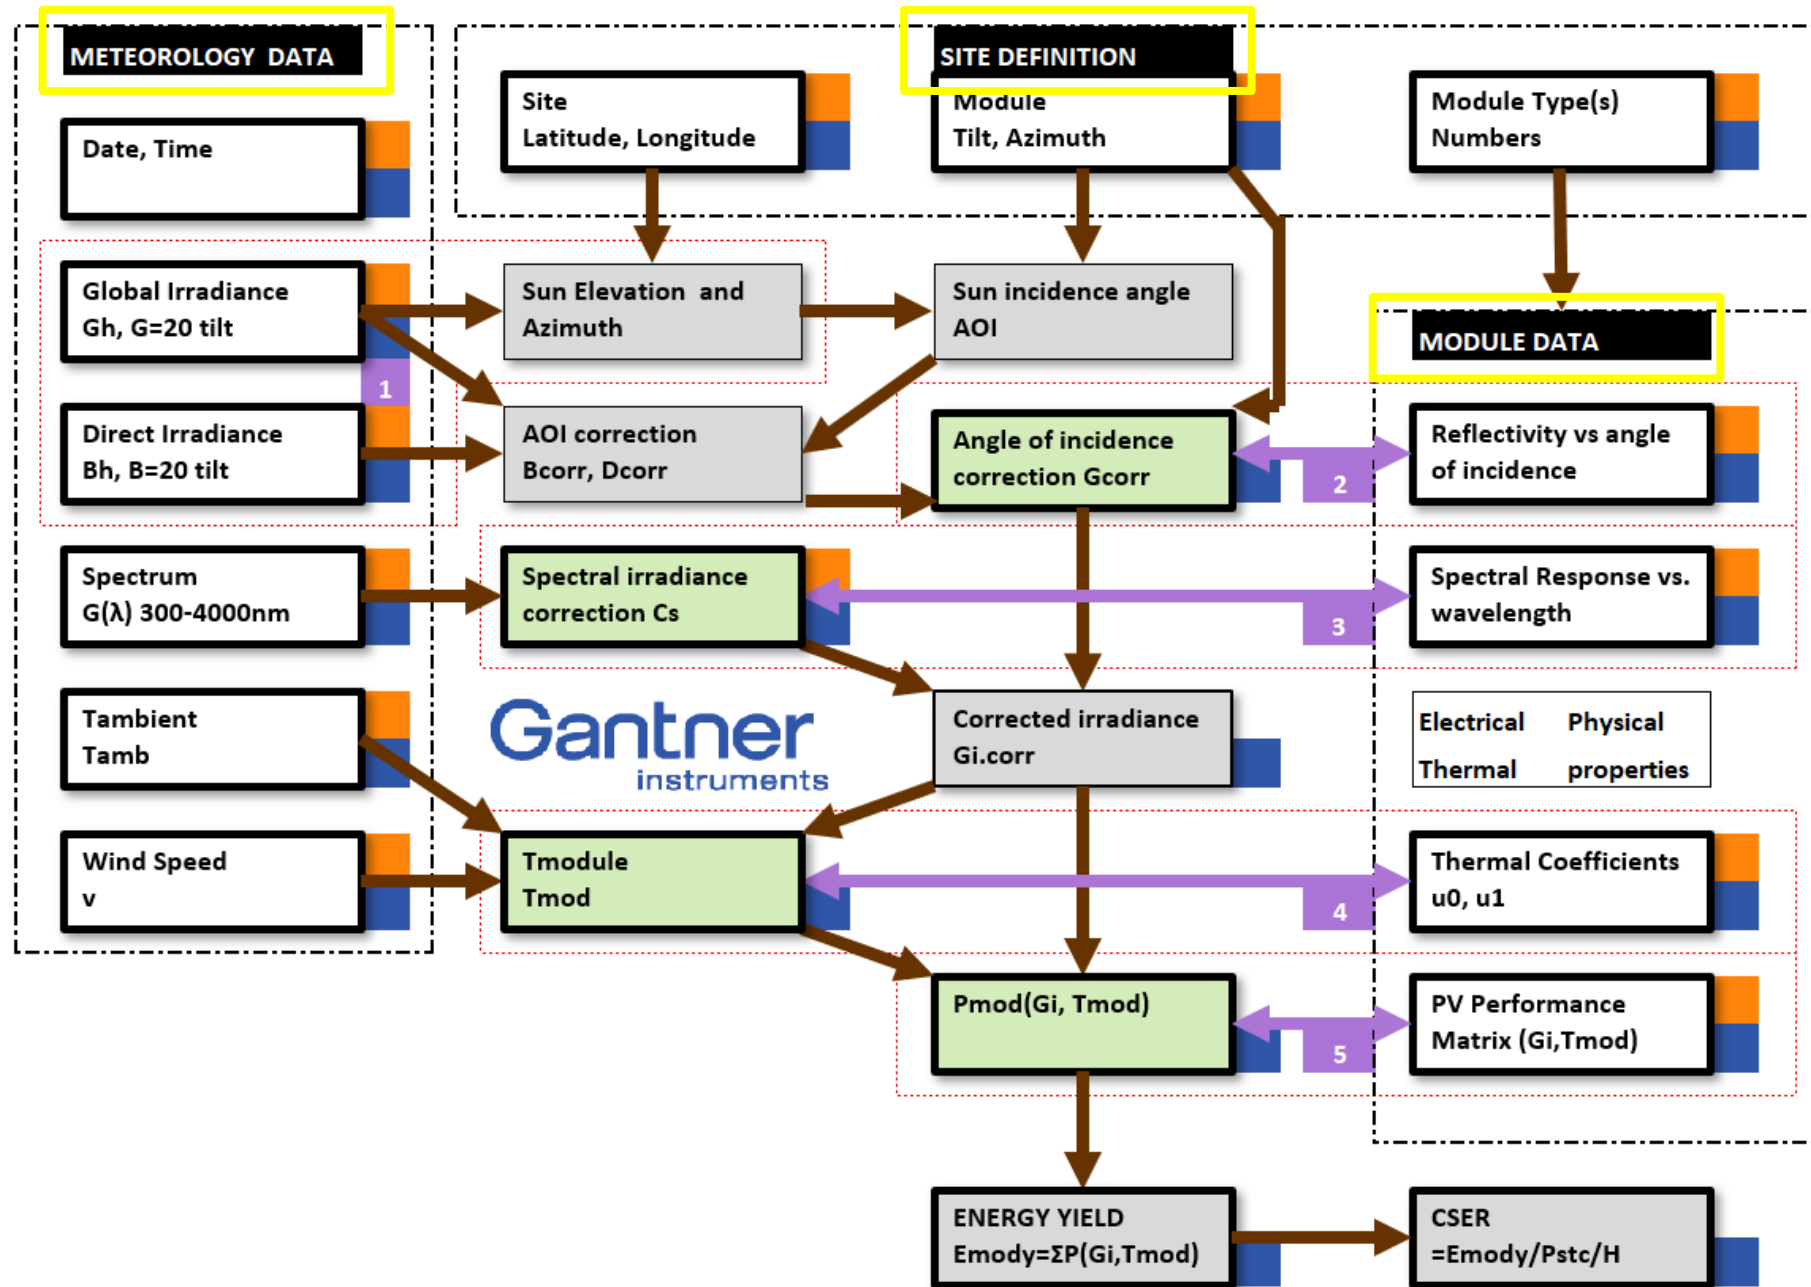 METEOROLOGY DATA
SITE DEFINITION
Site
Latitude, Longitude
Module
Tilt, Azimuth
Module Type(s)
Numbers
Date, Time
Global Irradiance
Gh, G=20 tilt
Sun Elevation and
Azimuth
Sun incidence angle
AOI
MODULE DATA
1
Direct Irradiance
Bh, B=20 tilt
AOI correction
Bcorr, Dcorr
Angle of incidence
correction Gcorr
2
Reflectivity vs angle
of incidence
Spectrum
G(λ) 300-4000nm
Spectral irradiance
correction Cs
3
Spectral Response vs.
wavelength
Tambient
Tamb
Gantner
instruments
Corrected irradiance
Gi.corr
Electrical Physical
Thermal properties
Wind Speed
v
Tmodule
Tmod
4
Thermal Coefficients
u0, u1
Pmod(Gi, Tmod)
5
PV Performance
Matrix (Gi,Tmod)
ENERGY YIELD
Emody=ΣP(Gi,Tmod)
CSER
=Emody/Pstc/H